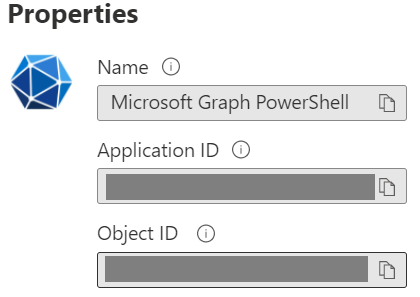 Properties
Name
Microsoft Graph PowerShell
Application ID
Object ID